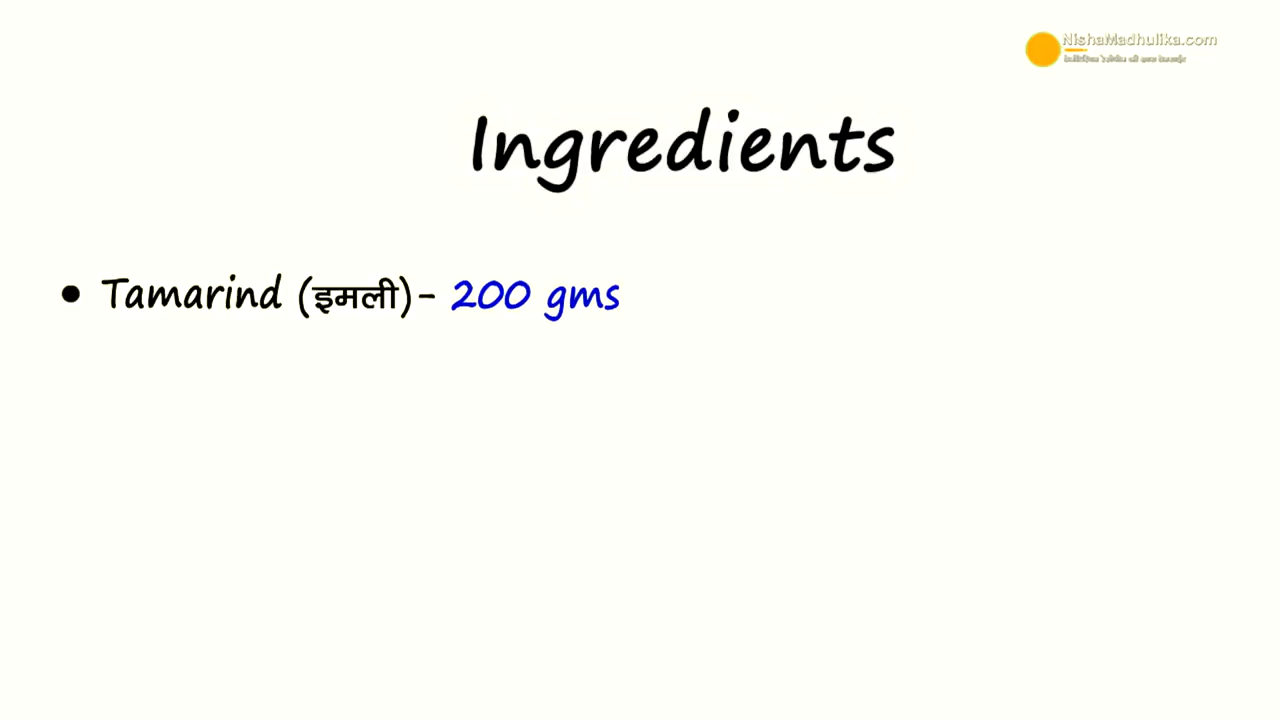 NishaMadhulika.com
Ingredients
• Tamarind (इमली)- 200 gms